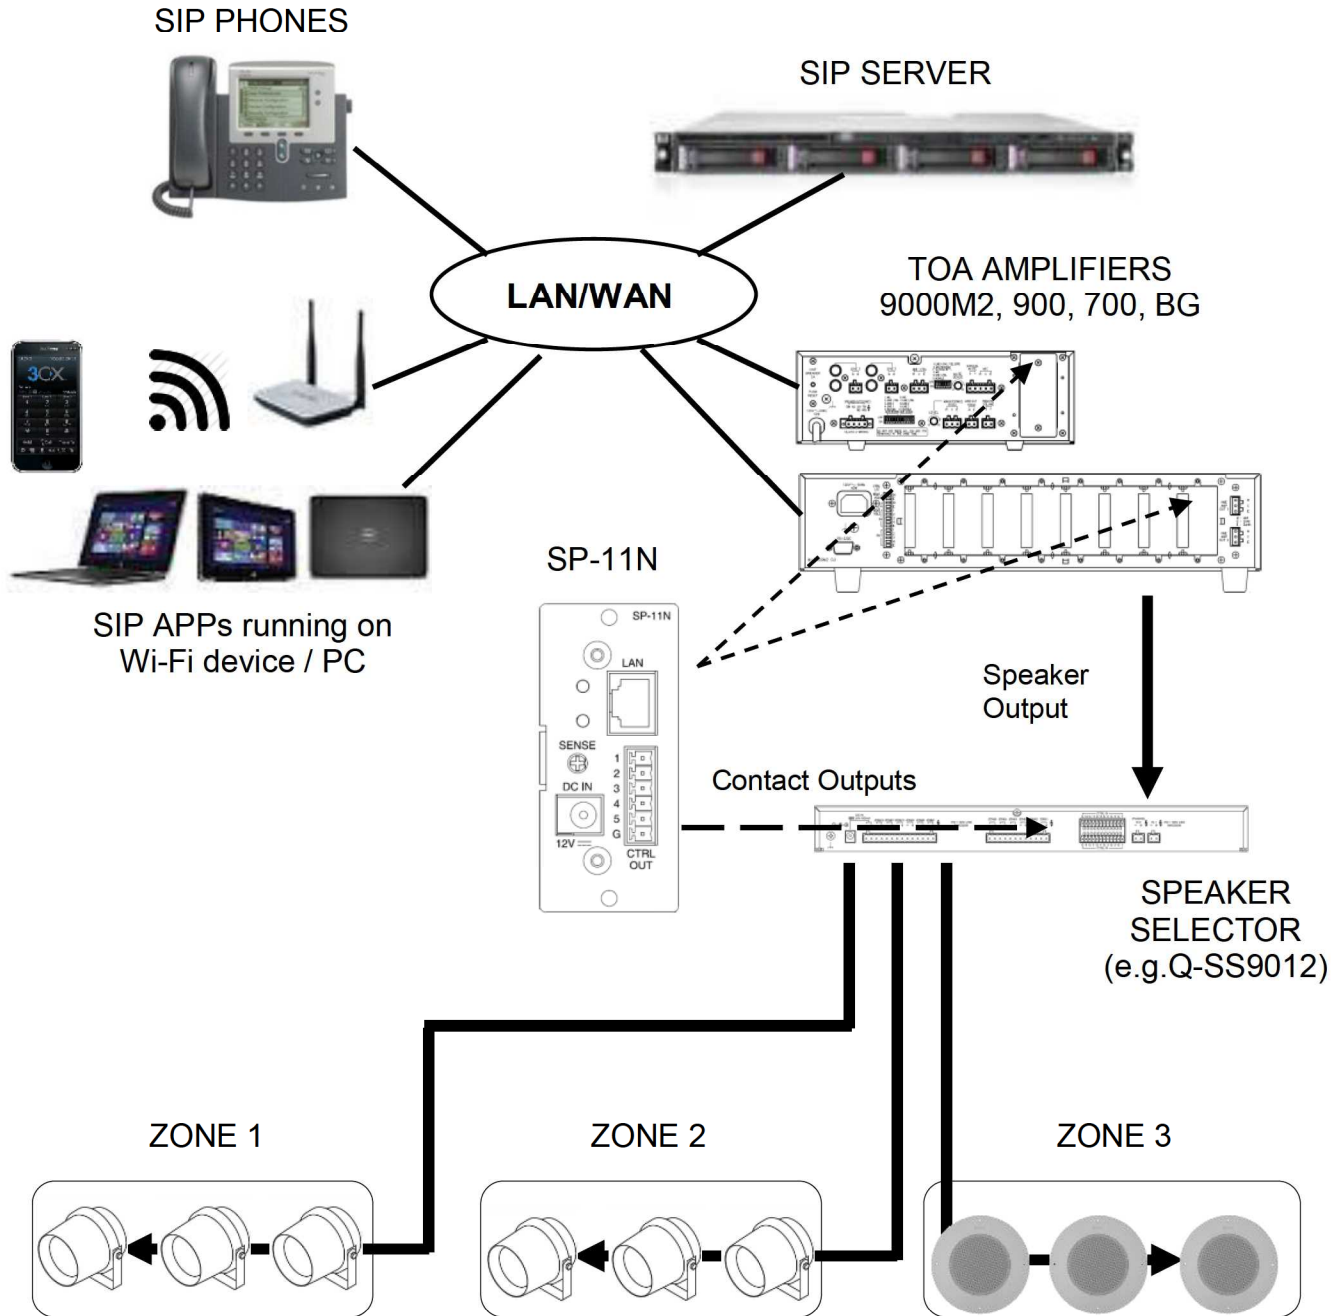 SIP PHONES
SIP SERVER
LAN/WAN
TOA AMPLIFIERS
9000M2, 900, 700, BG
3CX
SP-11N
SIP APPs running on
Wi-Fi device / PC
SP-11N
LAN
SENSE
DC IN
12V
1
2
3
4
5
G
CTRL
OUT
Speaker
Output
Contact Outputs
SPEAKER
SELECTOR
(e.g.Q-SS9012)
ZONE 1
ZONE 2
ZONE 3